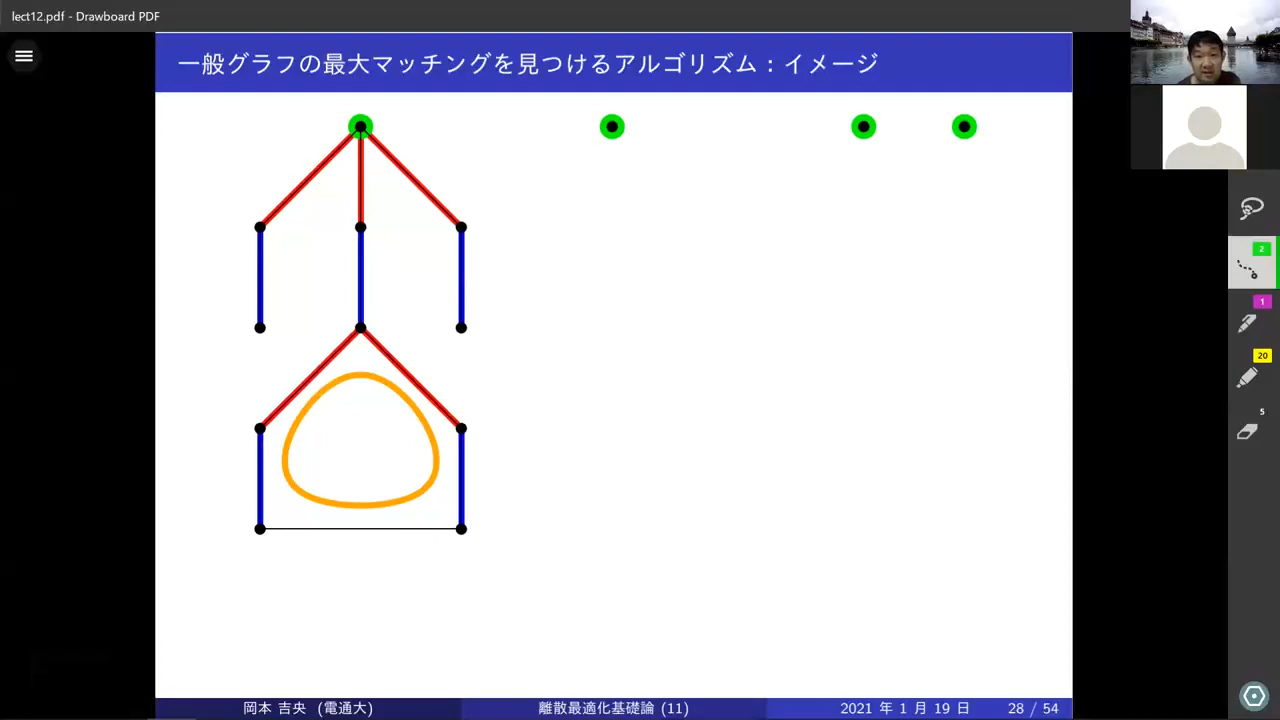 lect12.pdf - Drawboard PDF
一般グラフの最大マッチングを見つけるアルゴリズム：イメージ
2
1
20
5
岡本 吉央 (電通大)
離散最適化基礎論 (11)
2021 年 1 月 19 日
28 / 54